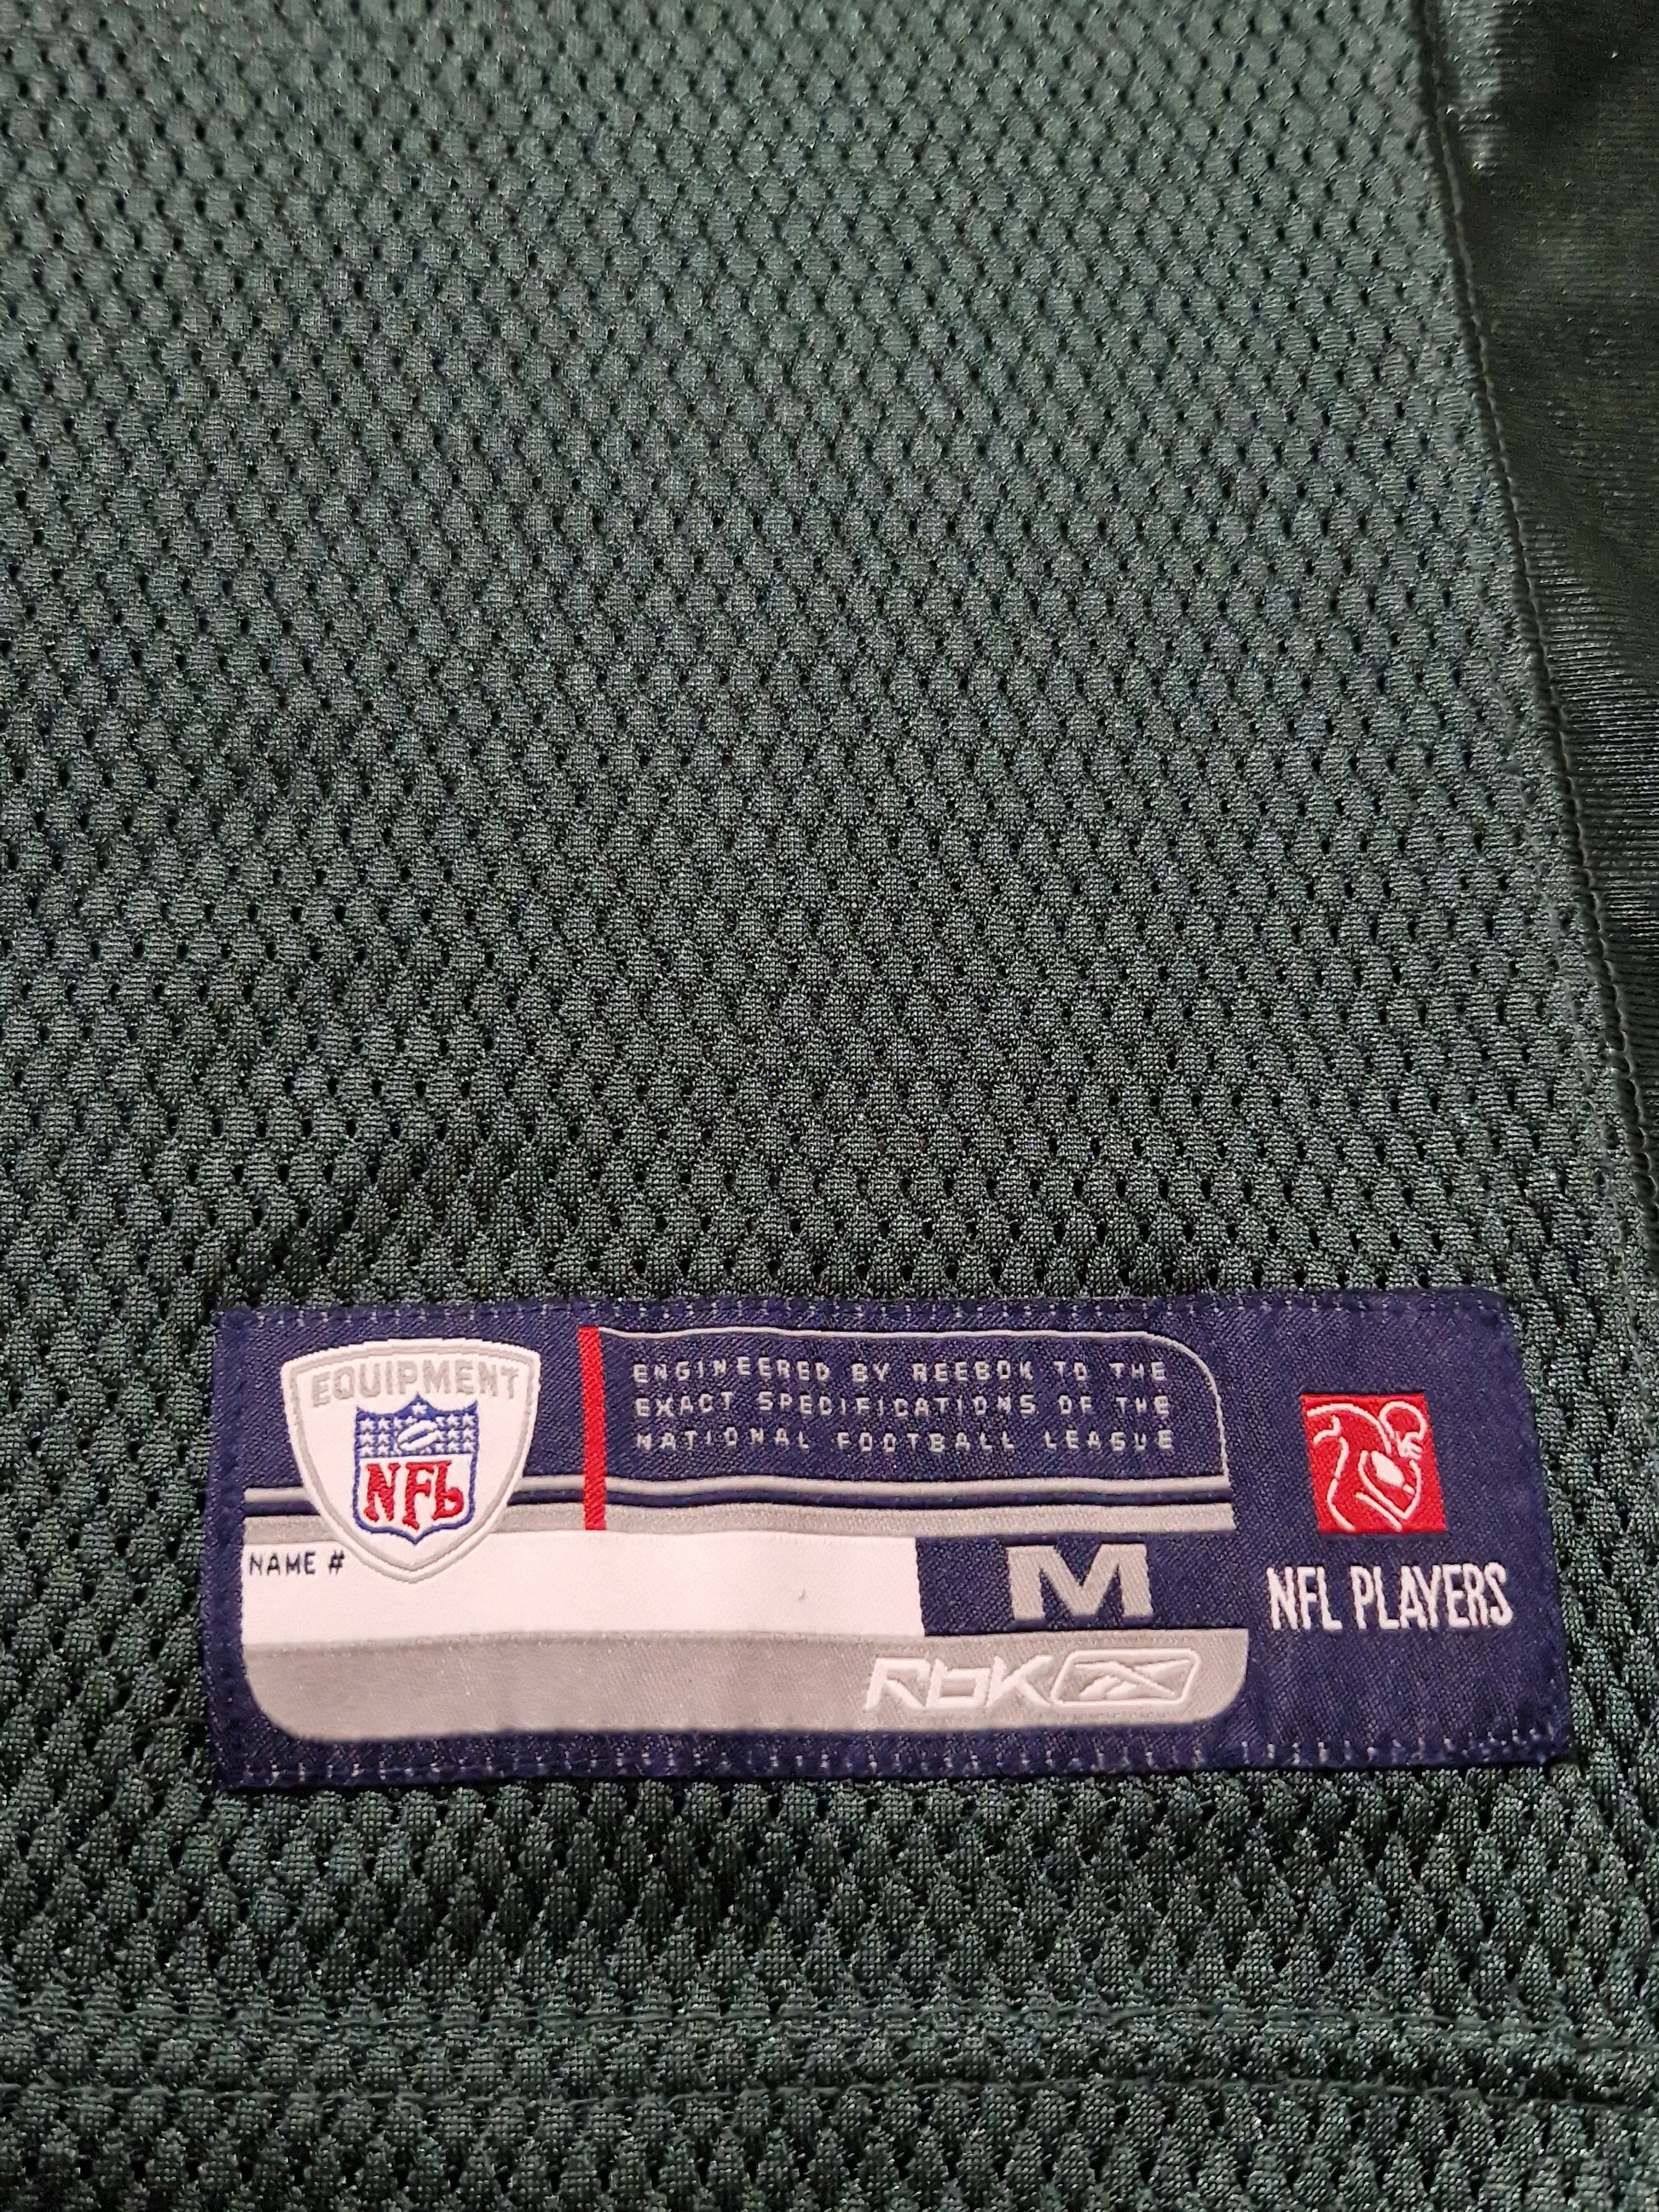 EQUIPMENT
NFL
ENGINEERED BY REEBOK TO THE
EXACT SPECIFICATIONS OF THE
NATIONAL FOOTBALL LEAGUE
NAME #
M
RbK
NFL PLAYERS